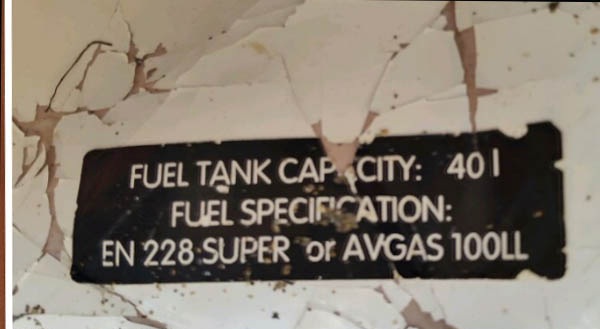 FUEL TANK CAPACITY: 40 l
FUEL SPECIFICATION:
EN 228 SUPER or AVGAS 100LL